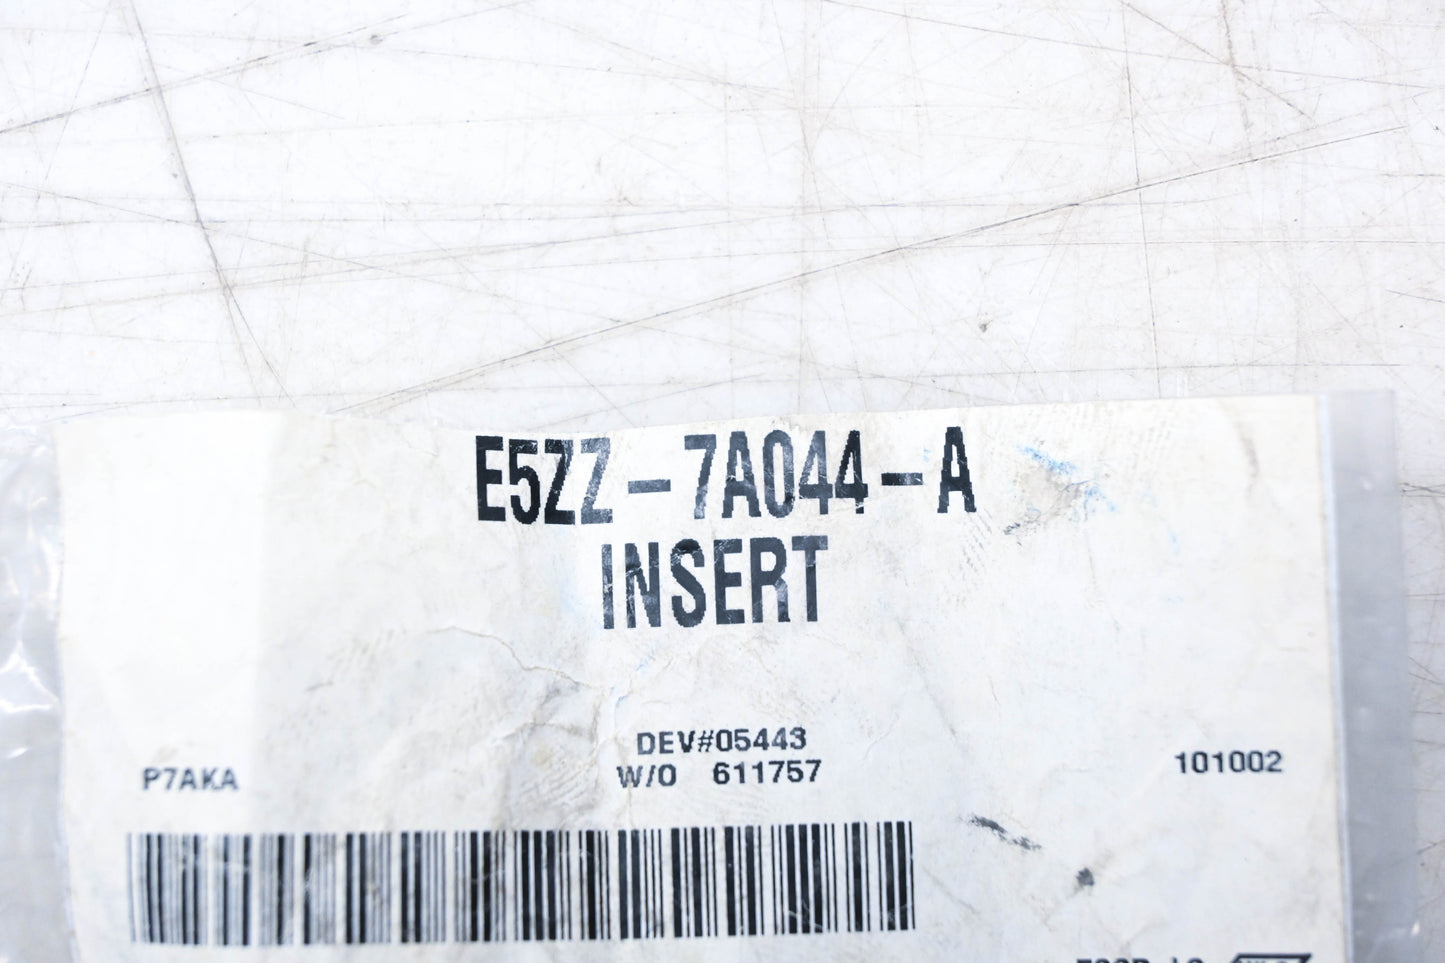 E5ZZ-7A044-A
INSERT
DEV#05443
P7AKA W/O 611757 101002